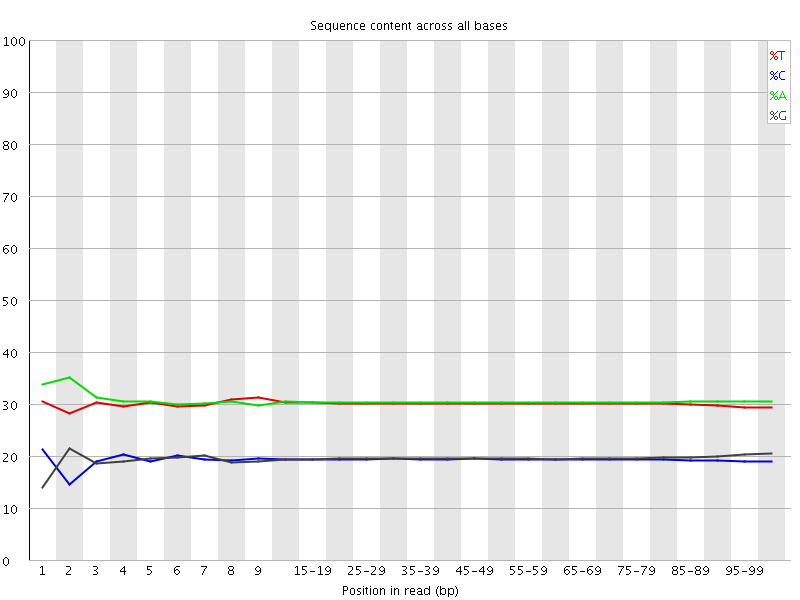 Sequence content across all bases
100
90
80
70
60
50
40
30
20
10
0
%T
%C
%A
%G
1 2 3 4 5 6 7 8 9 15-19 25-29 35-39 45-49 55-59 65-69 75-79 85-89 95-99
Position in read (bp)